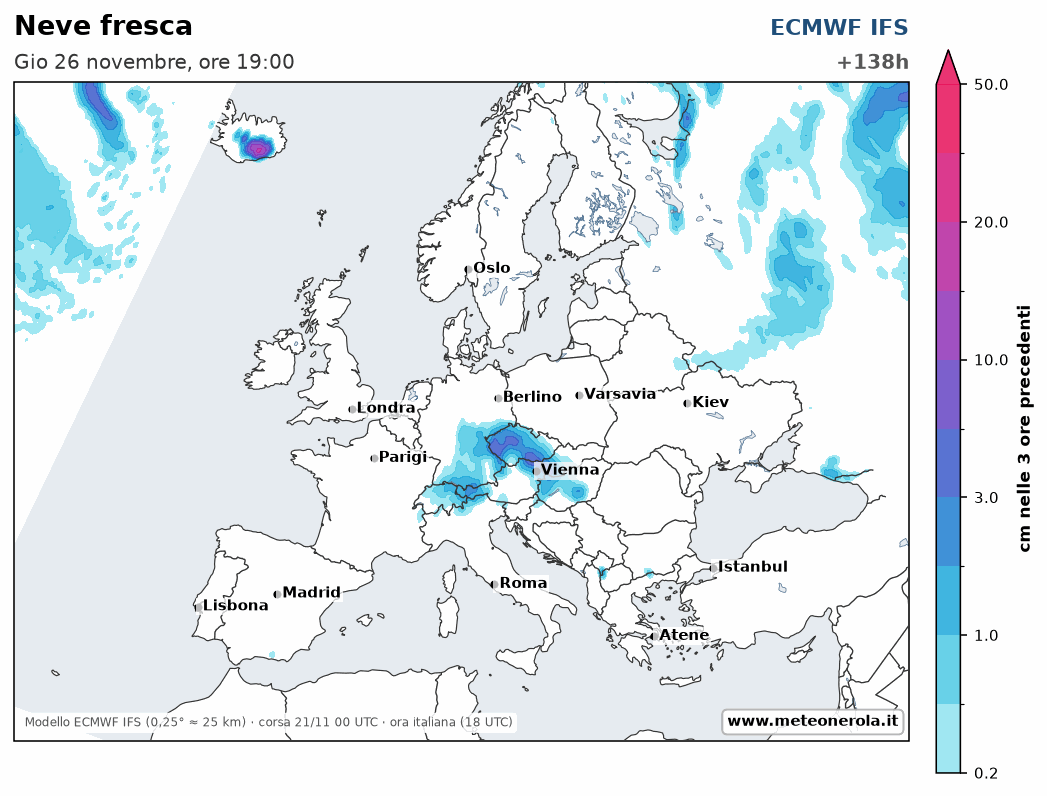 Neve fresca
ECMWF IFS
Gio 26 novembre, ore 19:00
+138h
50.0
20.0
10.0
3.0
1.0
0.2
cm nelle 3 ore precedenti
Oslo
Berlino
Varsavia
Kiev
Londra
Parigi
Vienna
Istanbul
Roma
Madrid
Lisbona
Atene
Modello ECMWF IFS (0,25° ≈ 25 km) · corsa 21/11 00 UTC · ora italiana (18 UTC)
www.meteonerola.it